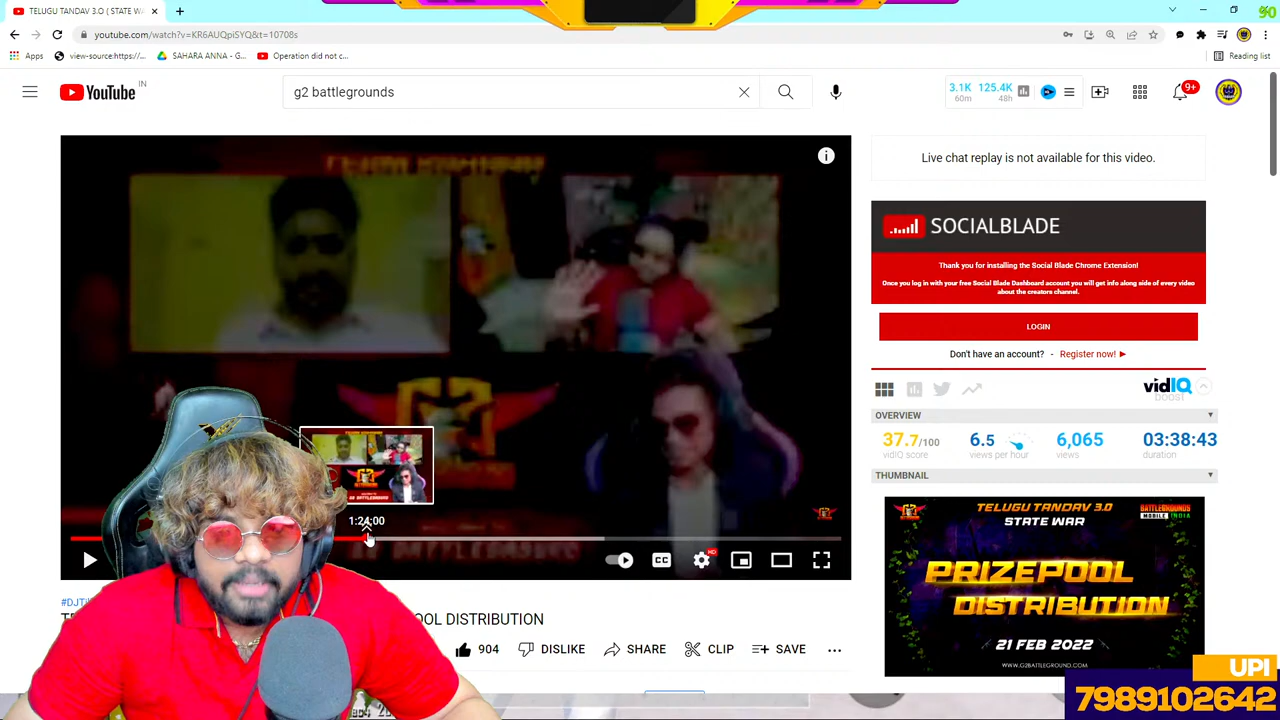 TELUGU TANDAV 3.O ( STATE W
youtube.com/watch?v=KR6AUQpiSYQ&t=10708s
Apps
view-source:https://...
SAHARA ANNA - G...
Operation did not c...
Reading list
YouTube IN
g2 battlegrounds
3.1K 125.4K
60m 48h
9+
Live chat replay is not available for this video.
SOCIALBLADE
Thank you for installing the Social Blade Chrome Extension!
Once you log in with your free Social Blade Dashboard account you will get info along side of every video
about the creators channel.
LOGIN
Don't have an account? - Register now!
vidIQ
boost
OVERVIEW
37.7/100 6.5 6,065 03:38:43
vidIQ score views per hour views duration
THUMBNAIL
TELUGU TANDAV 3.0
STATE WAR
BATTLEGROUNDS
MOBILE INDIA
PRIZEPOOL
DISTRIBUTION
21 FEB 2022
WWW.G2BATTLEGROUND.COM
1:24:00
CC
HD
#DJT
OOL DISTRIBUTION
904 DISLIKE SHARE CLIP SAVE
UPI
7989102642